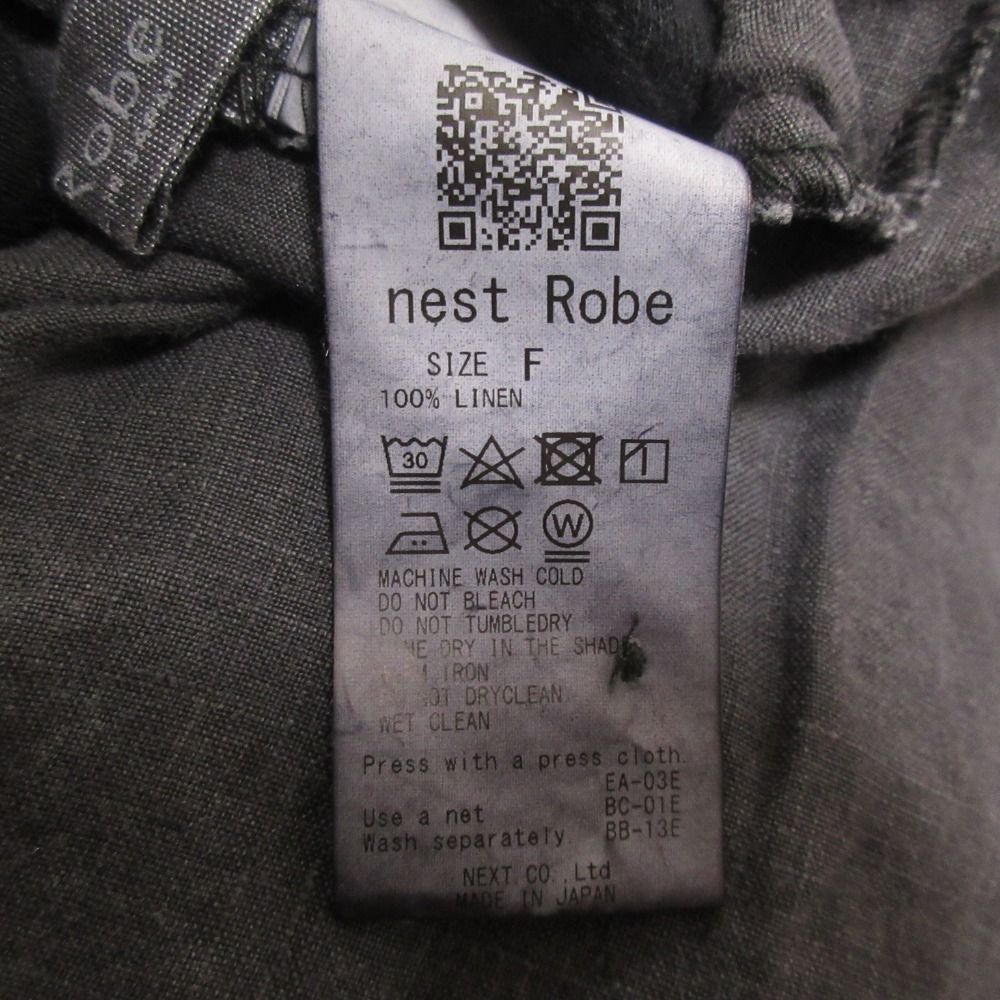 Robe
nest Robe
SIZE F
100% LINEN
30
W
MACHINE WASH COLD
DO NOT BLEACH
DO NOT TUMBLEDRY
DRY IN THE SHADE
IRON
DRYCLEAN
WET CLEAN
Press with a press cloth.
EA-03E
Use a net BC-01E
Wash separately. BB-13E
NEXT CO.,Ltd
MADE IN JAPAN